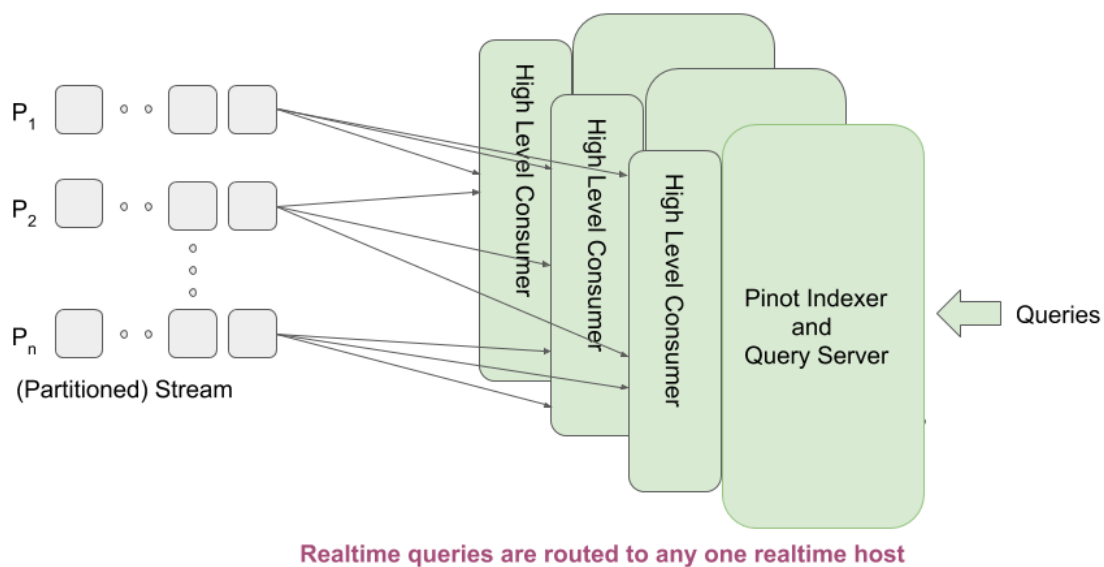 P1
P2
Pn
(Partitioned) Stream
High Level Consumer
High Level Consumer
High Level Consumer
Pinot Indexer
and
Query Server
Queries
Realtime queries are routed to any one realtime host